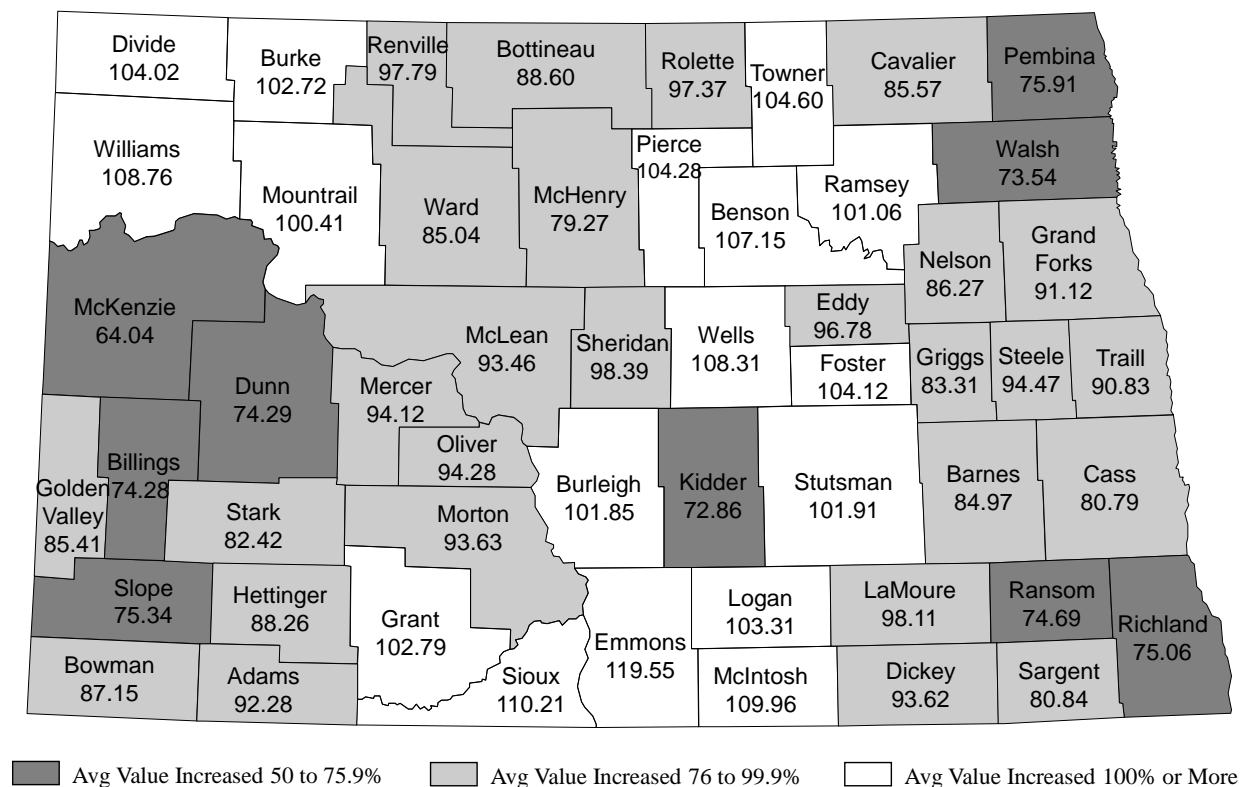 Divide
104.02
Burke
102.72
Renville
97.79
Bottineau
88.60
Rolette
97.37
Towner
104.60
Cavalier
85.57
Pembina
75.91
Williams
108.76
Mountrail
100.41
Ward
85.04
McHenry
79.27
Pierce
104.28
Benson
107.15
Ramsey
101.06
Walsh
73.54
Nelson
86.27
Grand
Forks
91.12
McKenzie
64.04
Dunn
74.29
McLean
93.46
Mercer
94.12
Oliver
94.28
Sheridan
98.39
Wells
108.31
Eddy
96.78
Foster
104.12
Griggs
83.31
Steele
94.47
Traill
90.83
Golden
Valley
85.41
Billings
74.28
Stark
82.42
Morton
93.63
Burleigh
101.85
Kidder
72.86
Stutsman
101.91
Barnes
84.97
Cass
80.79
Slope
75.34
Hettinger
88.26
Grant
102.79
Bowman
87.15
Adams
92.28
Sioux
110.21
Emmons
119.55
Logan
103.31
McIntosh
109.96
LaMoure
98.11
Dickey
93.62
Ransom
74.69
Sargent
80.84
Richland
75.06
Avg Value Increased 50 to 75.9%
Avg Value Increased 76 to 99.9%
Avg Value Increased 100% or More